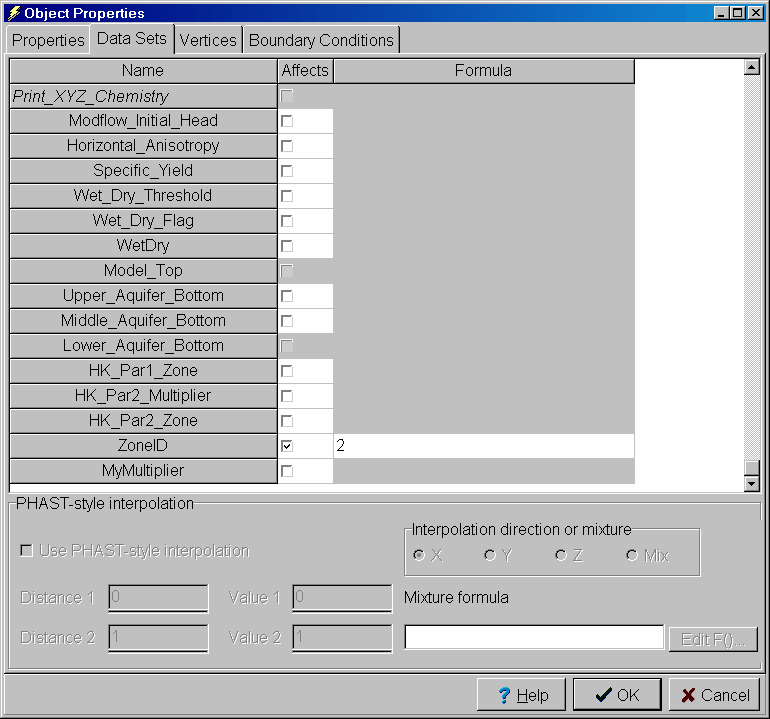 Object Properties
Properties Data Sets Vertices Boundary Conditions
Name Affects Formula
Print_XYZ_Chemistry
Modflow_Initial_Head
Horizontal_Anisotropy
Specific_Yield
Wet_Dry_Threshold
Wet_Dry_Flag
WetDry
Model_Top
Upper_Aquifer_Bottom
Middle_Aquifer_Bottom
Lower_Aquifer_Bottom
HK_Par1_Zone
HK_Par2_Multiplier
HK_Par2_Zone
ZoneID 2
MyMultiplier
PHAST-style interpolation
Interpolation direction or mixture
Use PHAST-style interpolation
X Y Z Mix
Distance 1 0 Value 1 0 Mixture formula
Distance 2 1 Value 2 1 Edit F()...
? Help OK Cancel